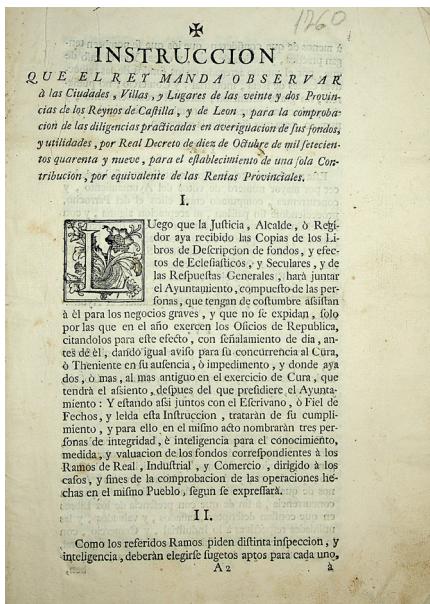 1760
✠
INSTRUCCION
QUE EL REY MANDA OBSERVAR
à las Ciudades, Villas, y Lugares de las veinte y dos Provin-
cias de los Reynos de Castilla, y de Leon, para la comproba-
cion de las diligencias practicadas en averiguacion de sus fondos,
y utilidades, por Real Decreto de diez de Octubre de mil setecien-
tos quarenta y nueve, para el establecimiento de una sola Con-
tribucion, por equivalente de las Rentas Provinciales.
I.
LUego que la Justicia, Alcalde, ò Regi-
dor aya recibido las Copias de los Li-
bros de Descripcion de fondos, y efec-
tos de Eclesiasticos, y Seculares, y de
las Respuestas Generales, harà juntar
el Ayuntamiento, compuesto de las per-
sonas, que tengan de costumbre assistan
à èl para los negocios graves, y que no se expidan, solo
por las que en el año exercen los Oficios de Republica,
citandolos para este efecto, con señalamiento de dia, an-
tes de èl, dando igual aviso para su concurrencia al Cura,
ò Theniente en su ausencia, ò impedimento, y donde aya
dos, ò mas, al mas antiguo en el exercicio de Cura, que
tendrà el assiento, despues del que presidiere el Ayunta-
miento: Y estando assi juntos con el Escrivano, ò Fiel de
Fechos, y leida esta Instruccion, trataràn de su cumpli-
miento, y para ello en el mismo acto nombraràn tres per-
sonas de integridad, è inteligencia para el conocimiento,
medida, y valuacion de los fondos correspondientes à los
Ramos de Real, Industrial, y Comercio, dirigido à los
casos, y fines de la comprobacion de las operaciones he-
chas en el mismo Pueblo, segun se expressarà.
II.
Como los referidos Ramos piden distinta inspeccion, y
inteligencia, deberàn elegirse sugetos aptos para cada uno,
A 2 à